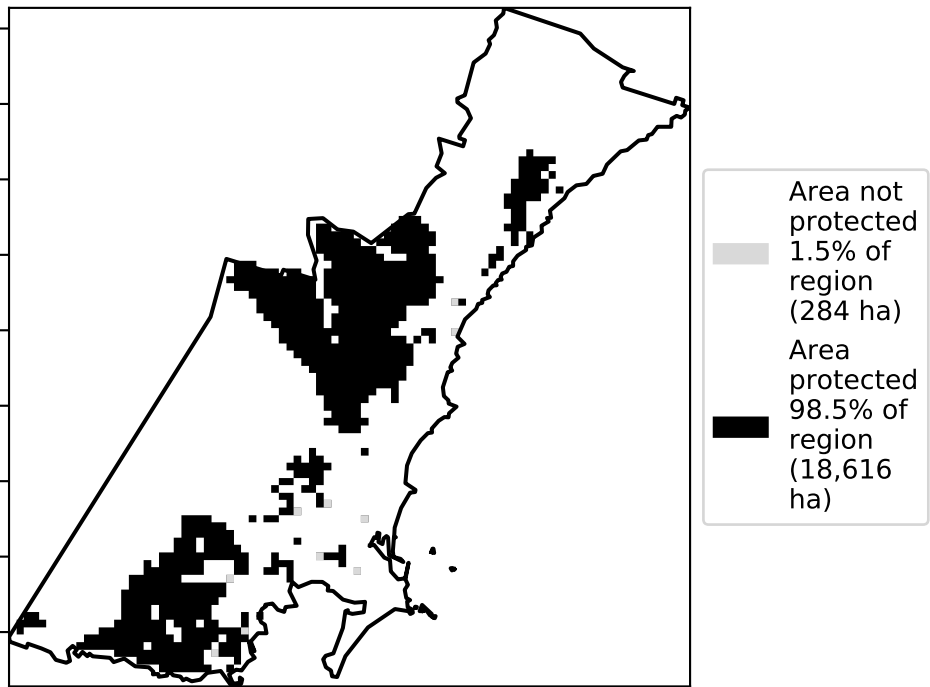 Area not
protected
1.5% of
region
(284 ha)
Area
protected
98.5% of
region
(18,616
ha)